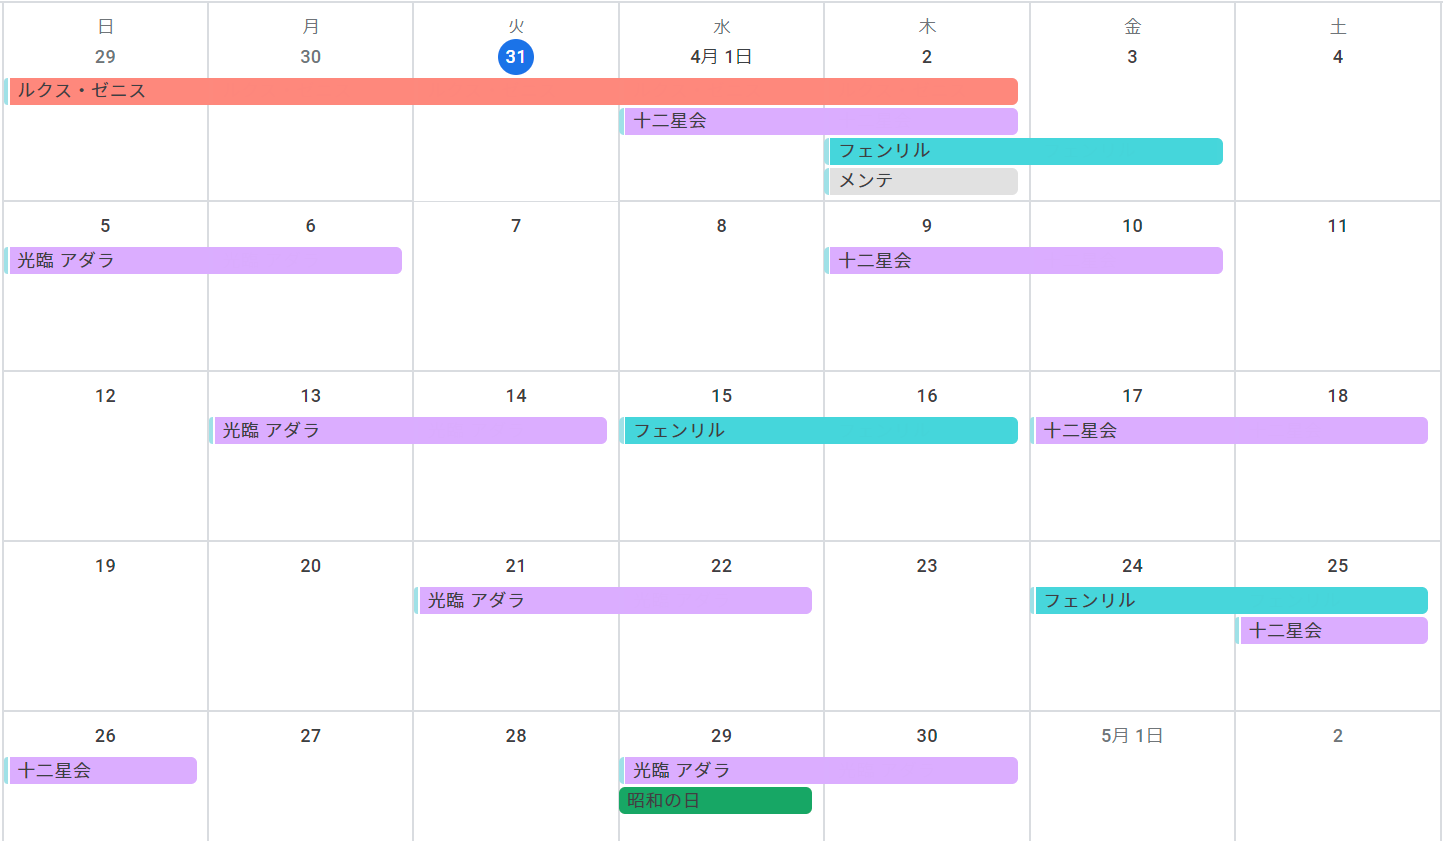 日 月 火 水 木 金 土
29 30 31 4月 1日 2 3 4
ルクス・ゼニス
十二星会
フェンリル
メンテ
5 6 7 8 9 10 11
光臨 アダラ 十二星会
12 13 14 15 16 17 18
光臨 アダラ フェンリル 十二星会
19 20 21 22 23 24 25
光臨 アダラ フェンリル
十二星会
26 27 28 29 30 5月 1日 2
十二星会 光臨 アダラ
昭和の日